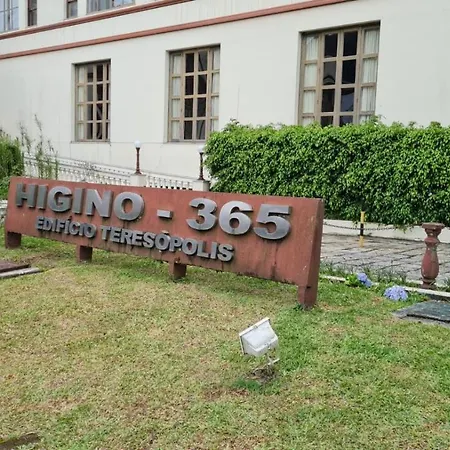 HIGINO - 365
EDIFÍCIO TERESÓPOLIS